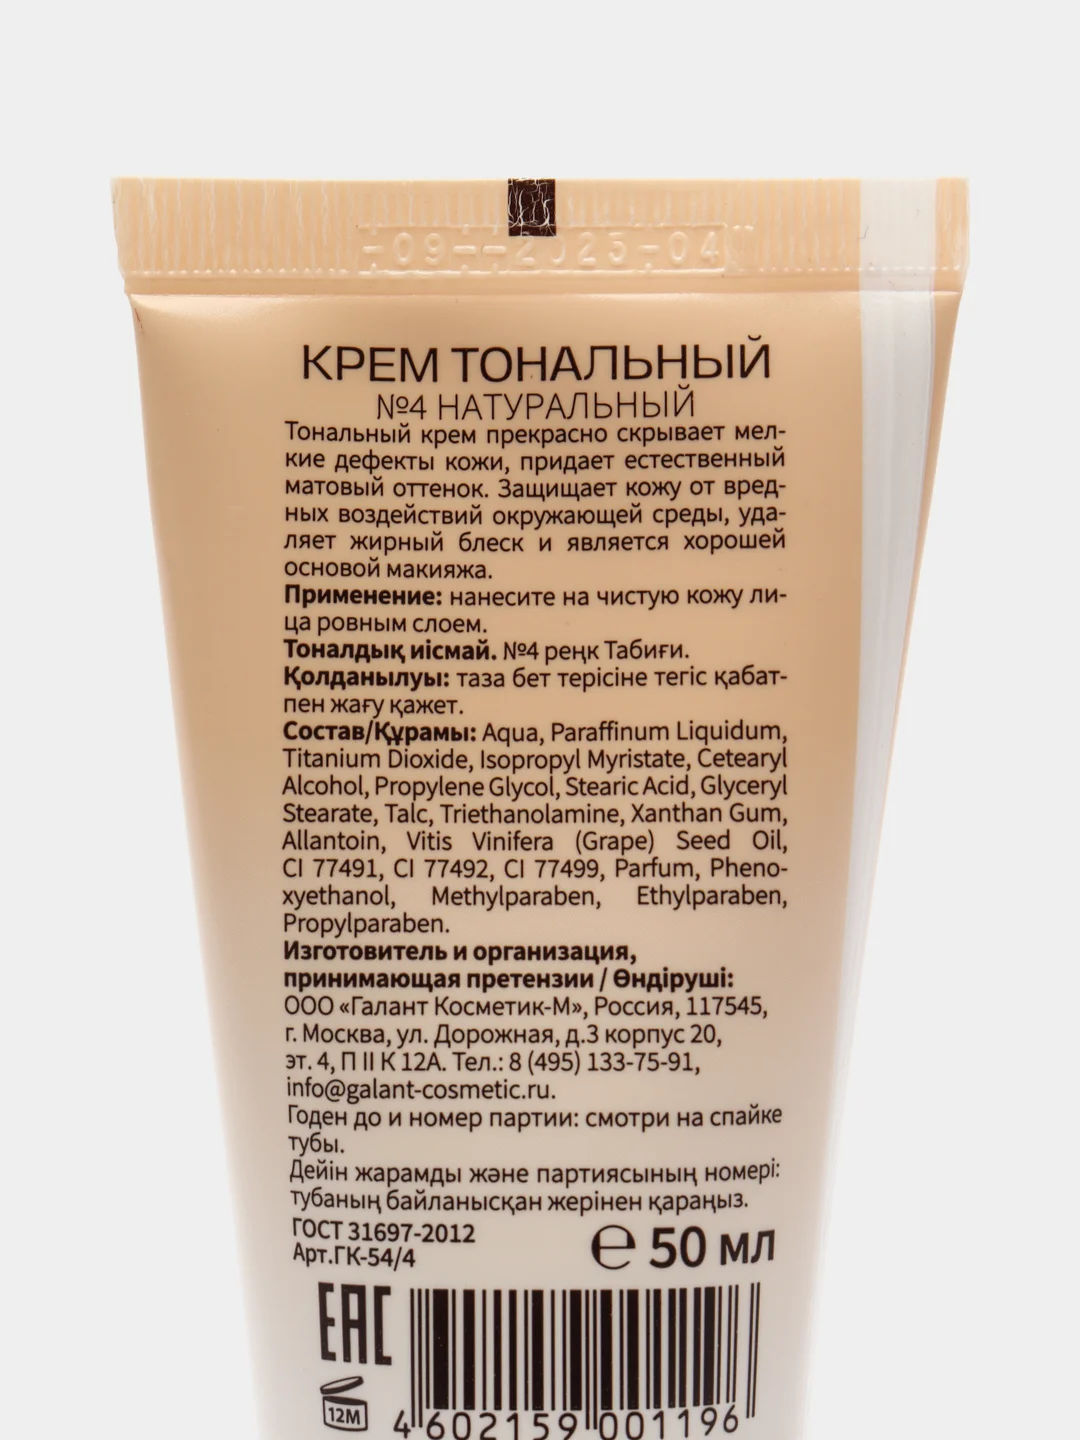 -09--2025-04
КРЕМ ТОНАЛЬНЫЙ
№4 НАТУРАЛЬНЫЙ
Тональный крем прекрасно скрывает мел-
кие дефекты кожи, придает естественный
матовый оттенок. Защищает кожу от вред-
ных воздействий окружающей среды, уда-
ляет жирный блеск и является хорошей
основой макияжа.
Применение: нанесите на чистую кожу ли-
ца ровным слоем.
Тоналдық иісмай. №4 реңк Табиғи.
Қолданылуы: таза бет терісіне тегіс қабат-
пен жағу қажет.
Состав/Құрамы: Aqua, Paraffinum Liquidum,
Titanium Dioxide, Isopropyl Myristate, Cetearyl
Alcohol, Propylene Glycol, Stearic Acid, Glyceryl
Stearate, Talc, Triethanolamine, Xanthan Gum,
Allantoin, Vitis Vinifera (Grape) Seed Oil,
CI 77491, CI 77492, CI 77499, Parfum, Pheno-
xyethanol, Methylparaben, Ethylparaben,
Propylparaben.
Изготовитель и организация,
принимающая претензии / Өндіруші:
ООО «Галант Косметик-М», Россия, 117545,
г. Москва, ул. Дорожная, д.3 корпус 20,
эт. 4, П II К 12А. Тел.: 8 (495) 133-75-91,
info@galant-cosmetic.ru.
Годен до и номер партии: смотри на спайке
тубы.
Дейін жарамды және партиясының номері:
тубаның байланысқан жерінен қараңыз.
ГОСТ 31697-2012
Арт.ГК-54/4
℮ 50 мл
EAC
12M
4 602159 001196